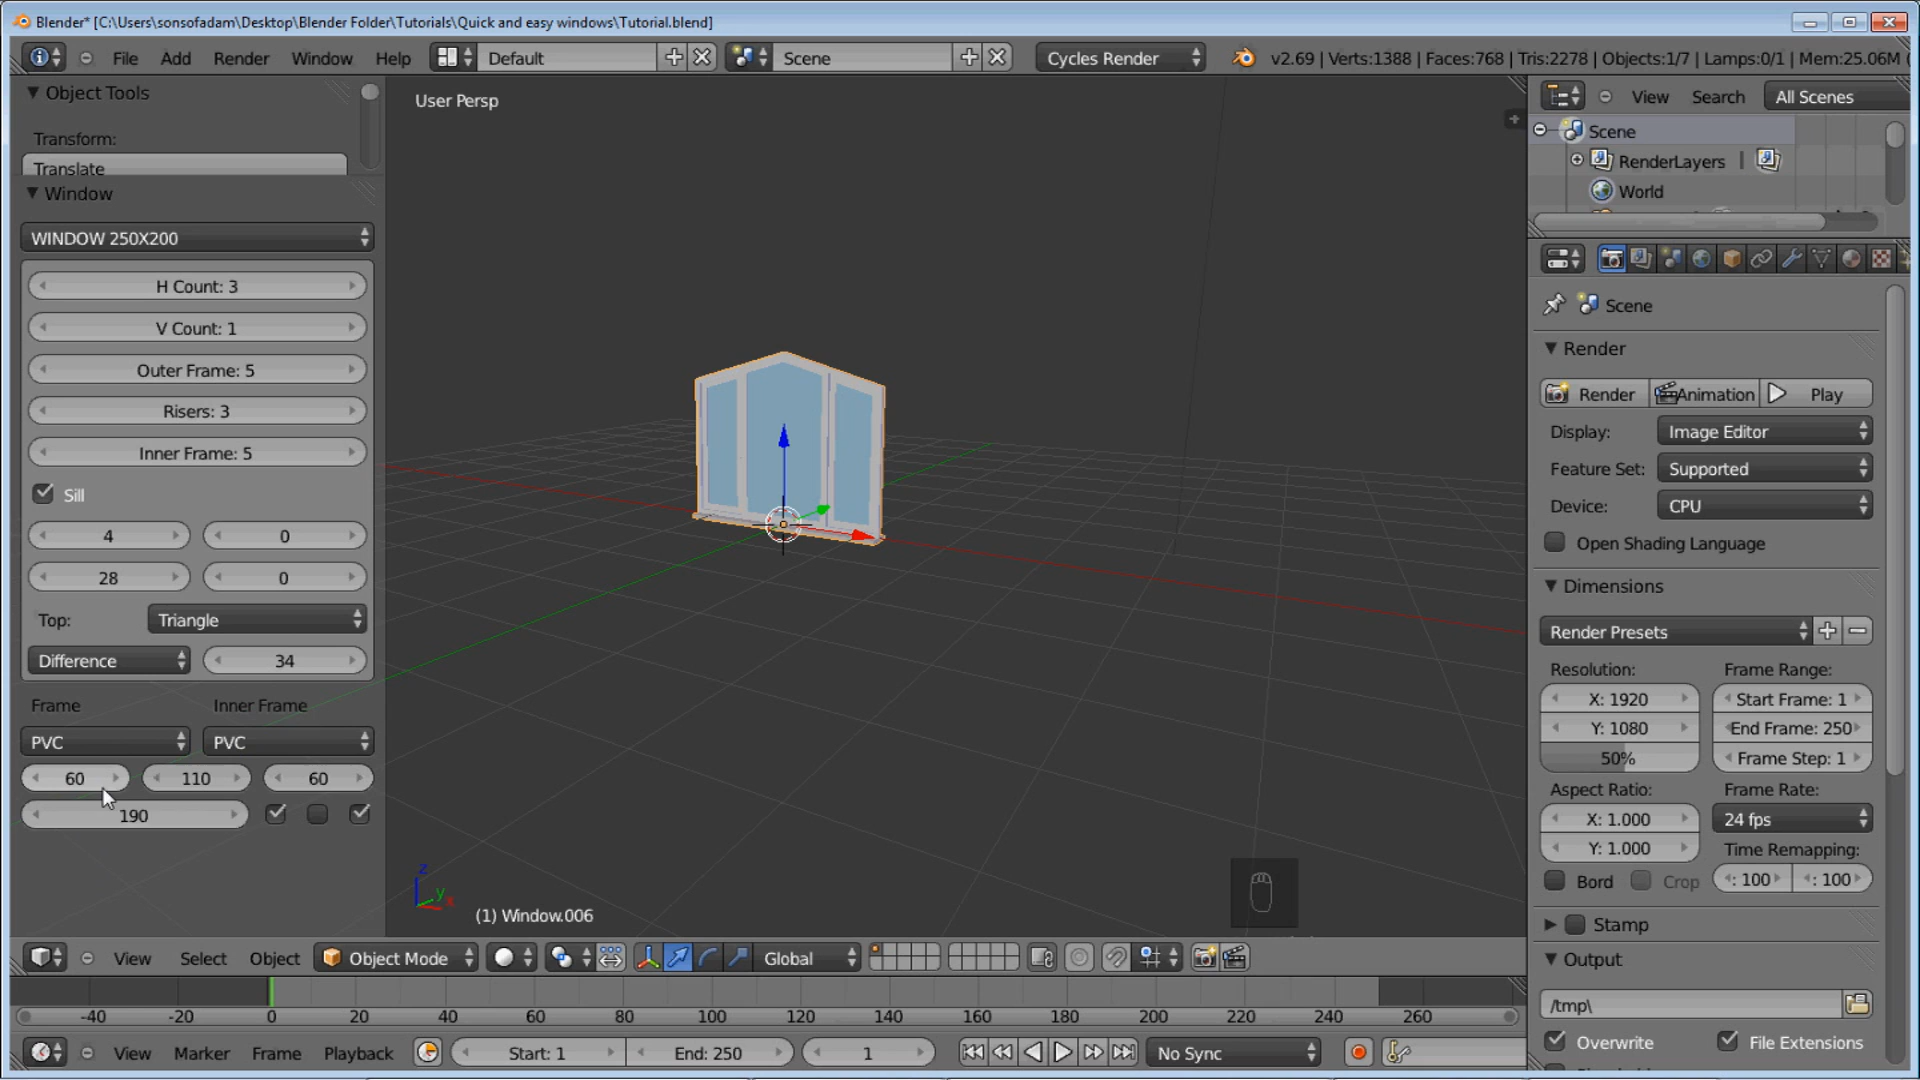 Blender* [C:\Users\sonsofadam\Desktop\Blender Folder\Tutorials\Quick and easy windows\Tutorial.blend]
File Add Render Window Help Default Scene Cycles Render v2.69 | Verts:1388 | Faces:768 | Tris:2278 | Objects:1/7 | Lamps:0/1 | Mem:25.06M (
Object Tools
Transform:
Translate
Window
WINDOW 250X200
H Count: 3
V Count: 1
Outer Frame: 5
Risers: 3
Inner Frame: 5
Sill
4 0
28 0
Top: Triangle
Difference 34
Frame Inner Frame
PVC PVC
60 110 60
190
User Persp
z
y
x
(1) Window.006
View Select Object Object Mode Global
-40 -20 0 20 40 60 80 100 120 140 160 180 200 220 240 260
View Marker Frame Playback Start: 1 End: 250 1 No Sync
View Search All Scenes
Scene
RenderLayers |
World
Scene
Render
Render Animation Play
Display: Image Editor
Feature Set: Supported
Device: CPU
Open Shading Language
Dimensions
Render Presets
Resolution: Frame Range:
X: 1920 Start Frame: 1
Y: 1080 End Frame: 250
50% Frame Step: 1
Aspect Ratio: Frame Rate:
X: 1.000 24 fps
Y: 1.000 Time Remapping:
Bord Crop : 100 : 100
Stamp
Output
/tmp\
Overwrite File Extensions